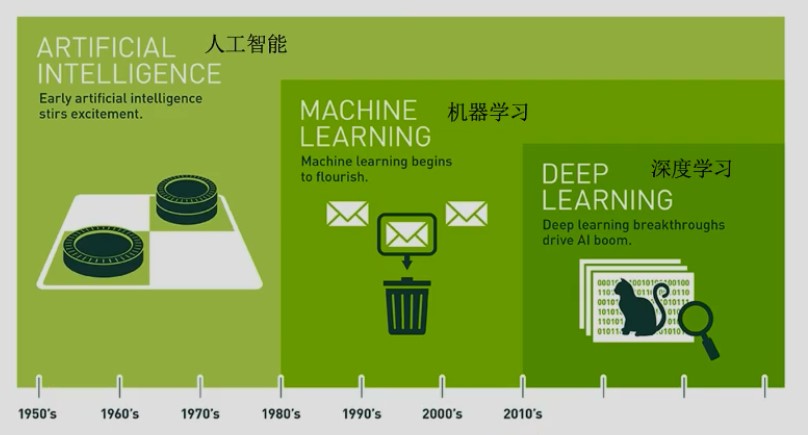 ARTIFICIAL
INTELLIGENCE
人工智能
Early artificial intelligence
stirs excitement.
MACHINE
LEARNING
机器学习
Machine learning begins
to flourish.
DEEP
LEARNING
深度学习
Deep learning breakthroughs
drive AI boom.
1950's 1960's 1970's 1980's 1990's 2000's 2010's